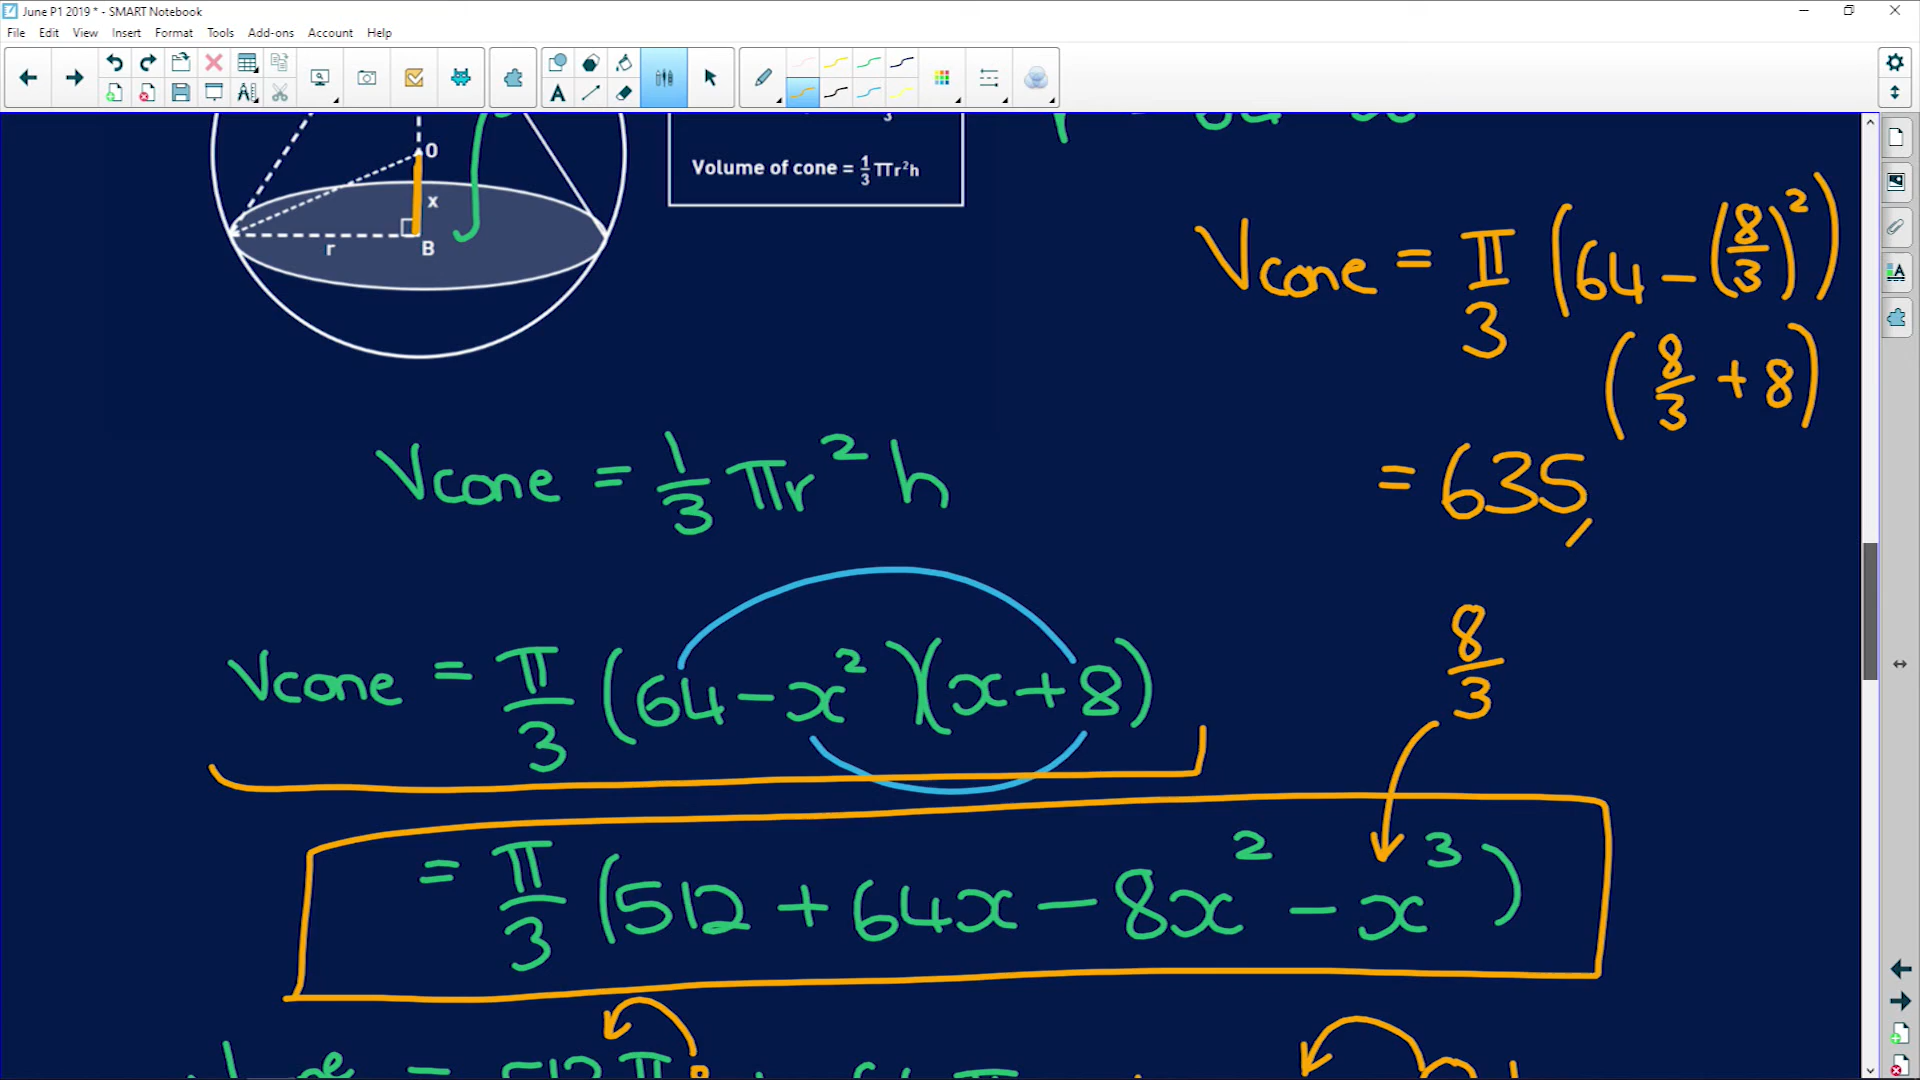 June P1 2019 * - SMART Notebook
File Edit View Insert Format Tools Add-ons Account Help
A
3
O
Volume of cone = 1/3 πr²h
x
r
B
Vcone = π/3 (64 - (8/3)²)
(8/3 + 8)
Vcone = 1/3 πr² h
= 635,
8/3
Vcone = π/3 (64 - x²)(x + 8)
= π/3 (512 + 64x - 8x² - x³)